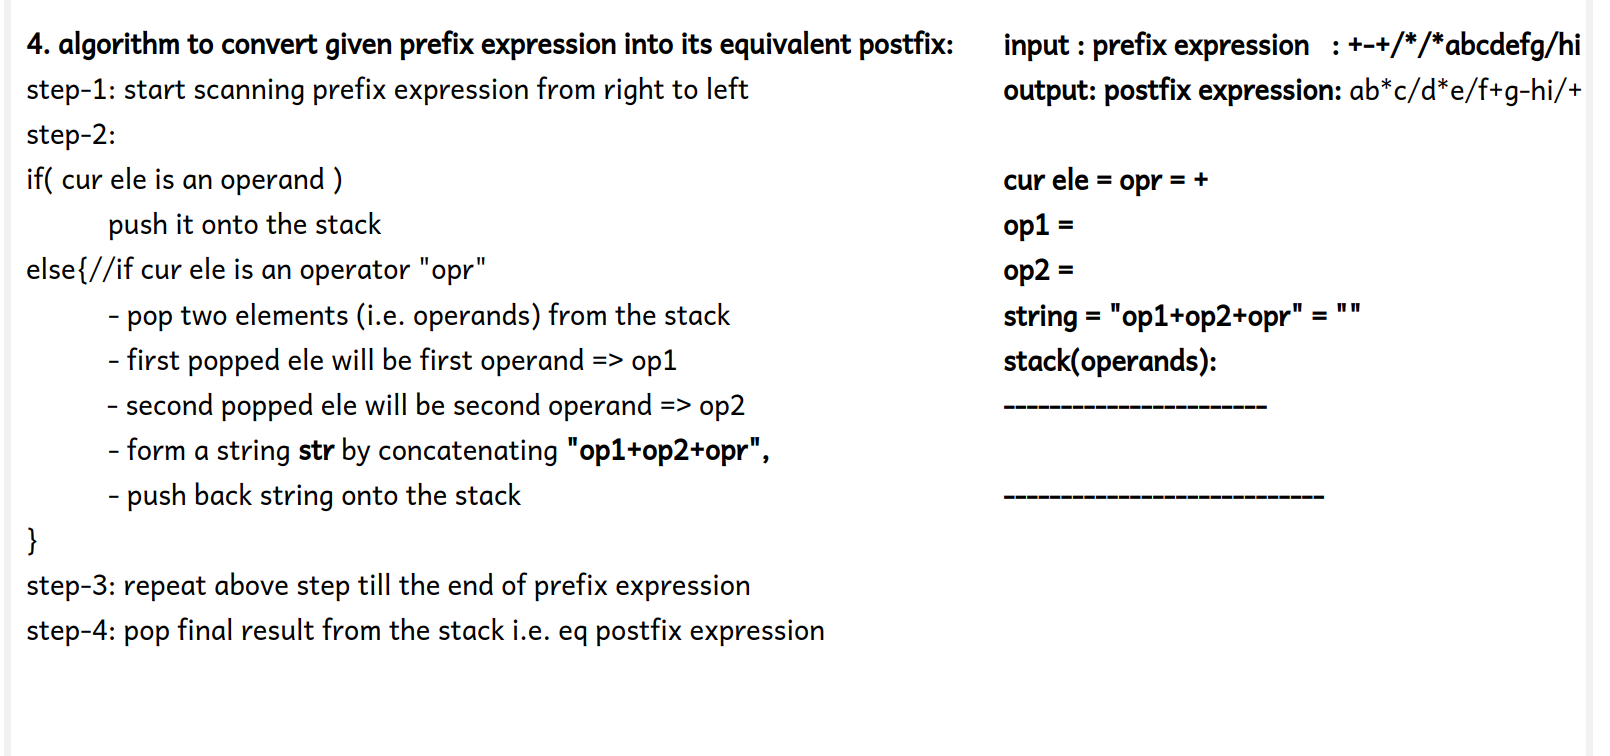 4. algorithm to convert given prefix expression into its equivalent postfix:
step-1: start scanning prefix expression from right to left
step-2:
if( cur ele is an operand )
push it onto the stack
else{//if cur ele is an operator "opr"
- pop two elements (i.e. operands) from the stack
- first popped ele will be first operand => op1
- second popped ele will be second operand => op2
- form a string str by concatenating "op1+op2+opr",
- push back string onto the stack
}
step-3: repeat above step till the end of prefix expression
step-4: pop final result from the stack i.e. eq postfix expression
input : prefix expression : +-+/*/*abcdefg/hi
output: postfix expression: ab*c/d*e/f+g-hi/+
cur ele = opr = +
op1 =
op2 =
string = "op1+op2+opr" = ""
stack(operands):
-----------------------
----------------------------